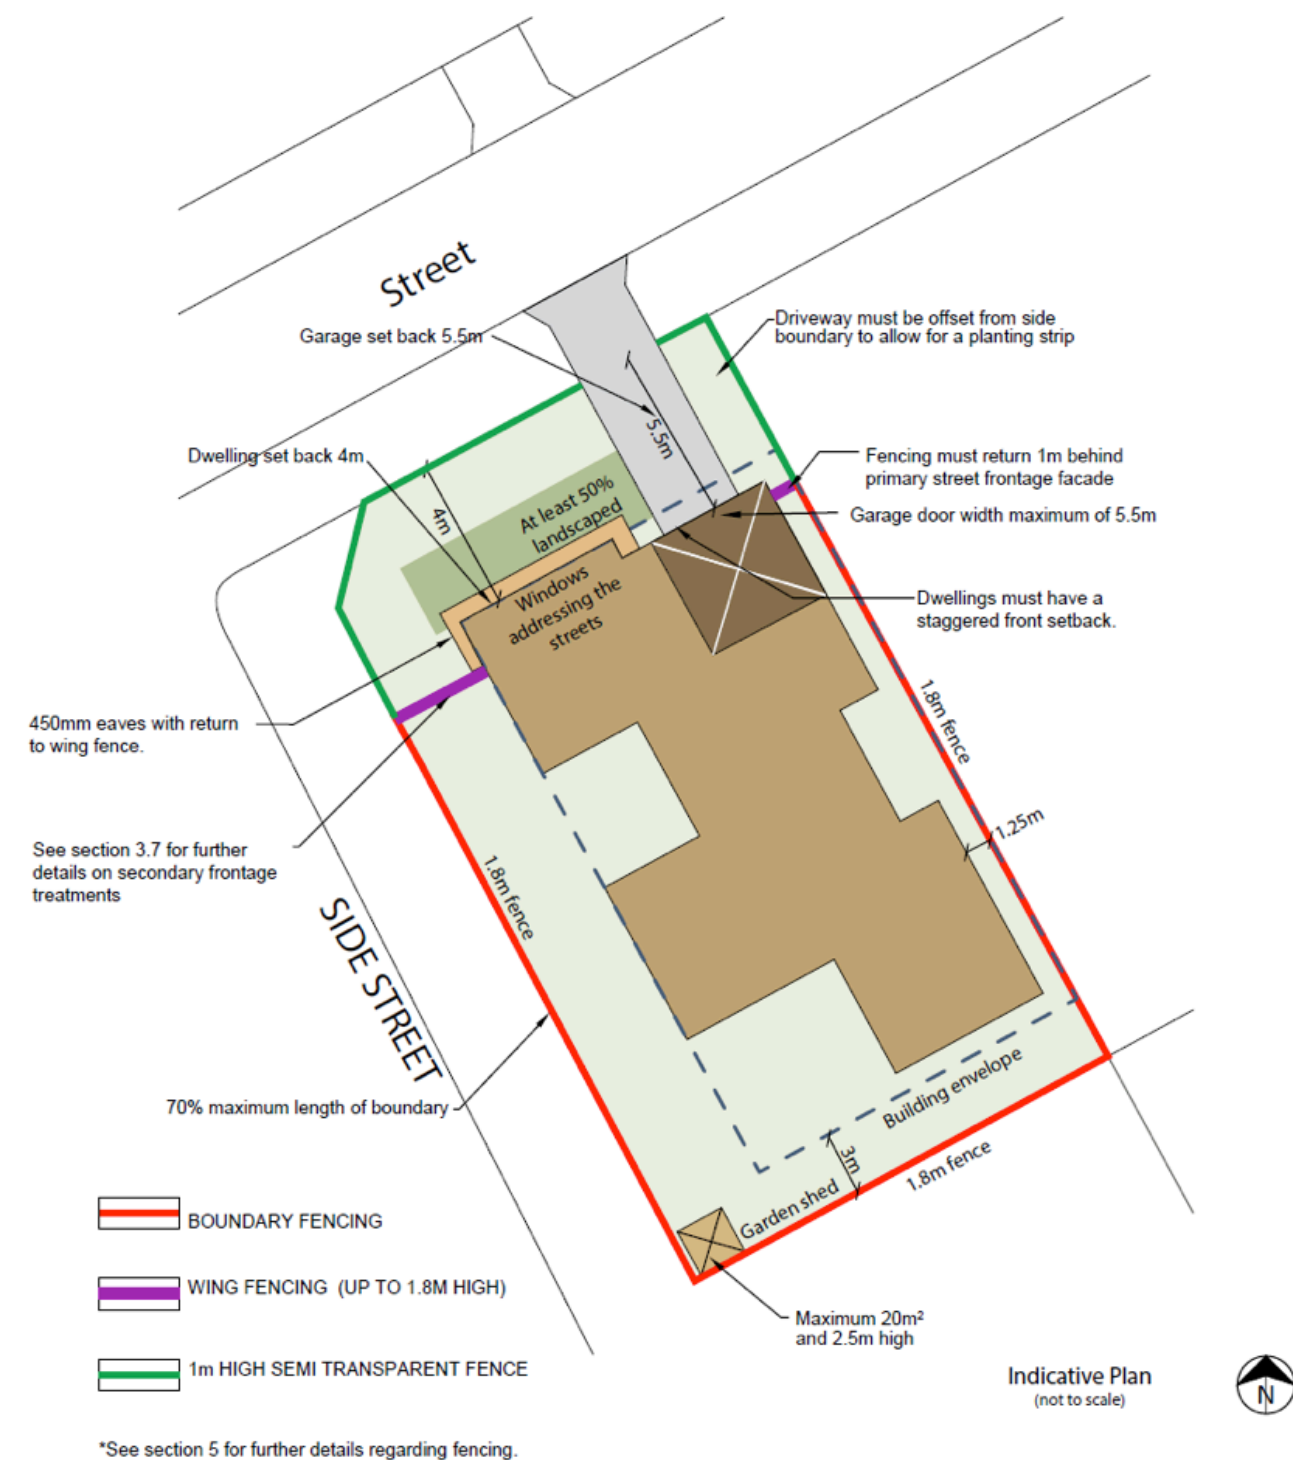 Street
Garage set back 5.5m
Driveway must be offset from side
boundary to allow for a planting strip
5.5m
Dwelling set back 4m
4m
At least 50%
landscaped
Fencing must return 1m behind
primary street frontage facade
Garage door width maximum of 5.5m
Windows
addressing the
streets
Dwellings must have a
staggered front setback.
450mm eaves with return
to wing fence.
1.8m fence
1.25m
See section 3.7 for further
details on secondary frontage
treatments
1.8m fence
SIDE STREET
70% maximum length of boundary
Building envelope
3m
1.8m fence
Garden shed
Maximum 20m²
and 2.5m high
BOUNDARY FENCING
WING FENCING (UP TO 1.8M HIGH)
1m HIGH SEMI TRANSPARENT FENCE
Indicative Plan
(not to scale)
N
*See section 5 for further details regarding fencing.